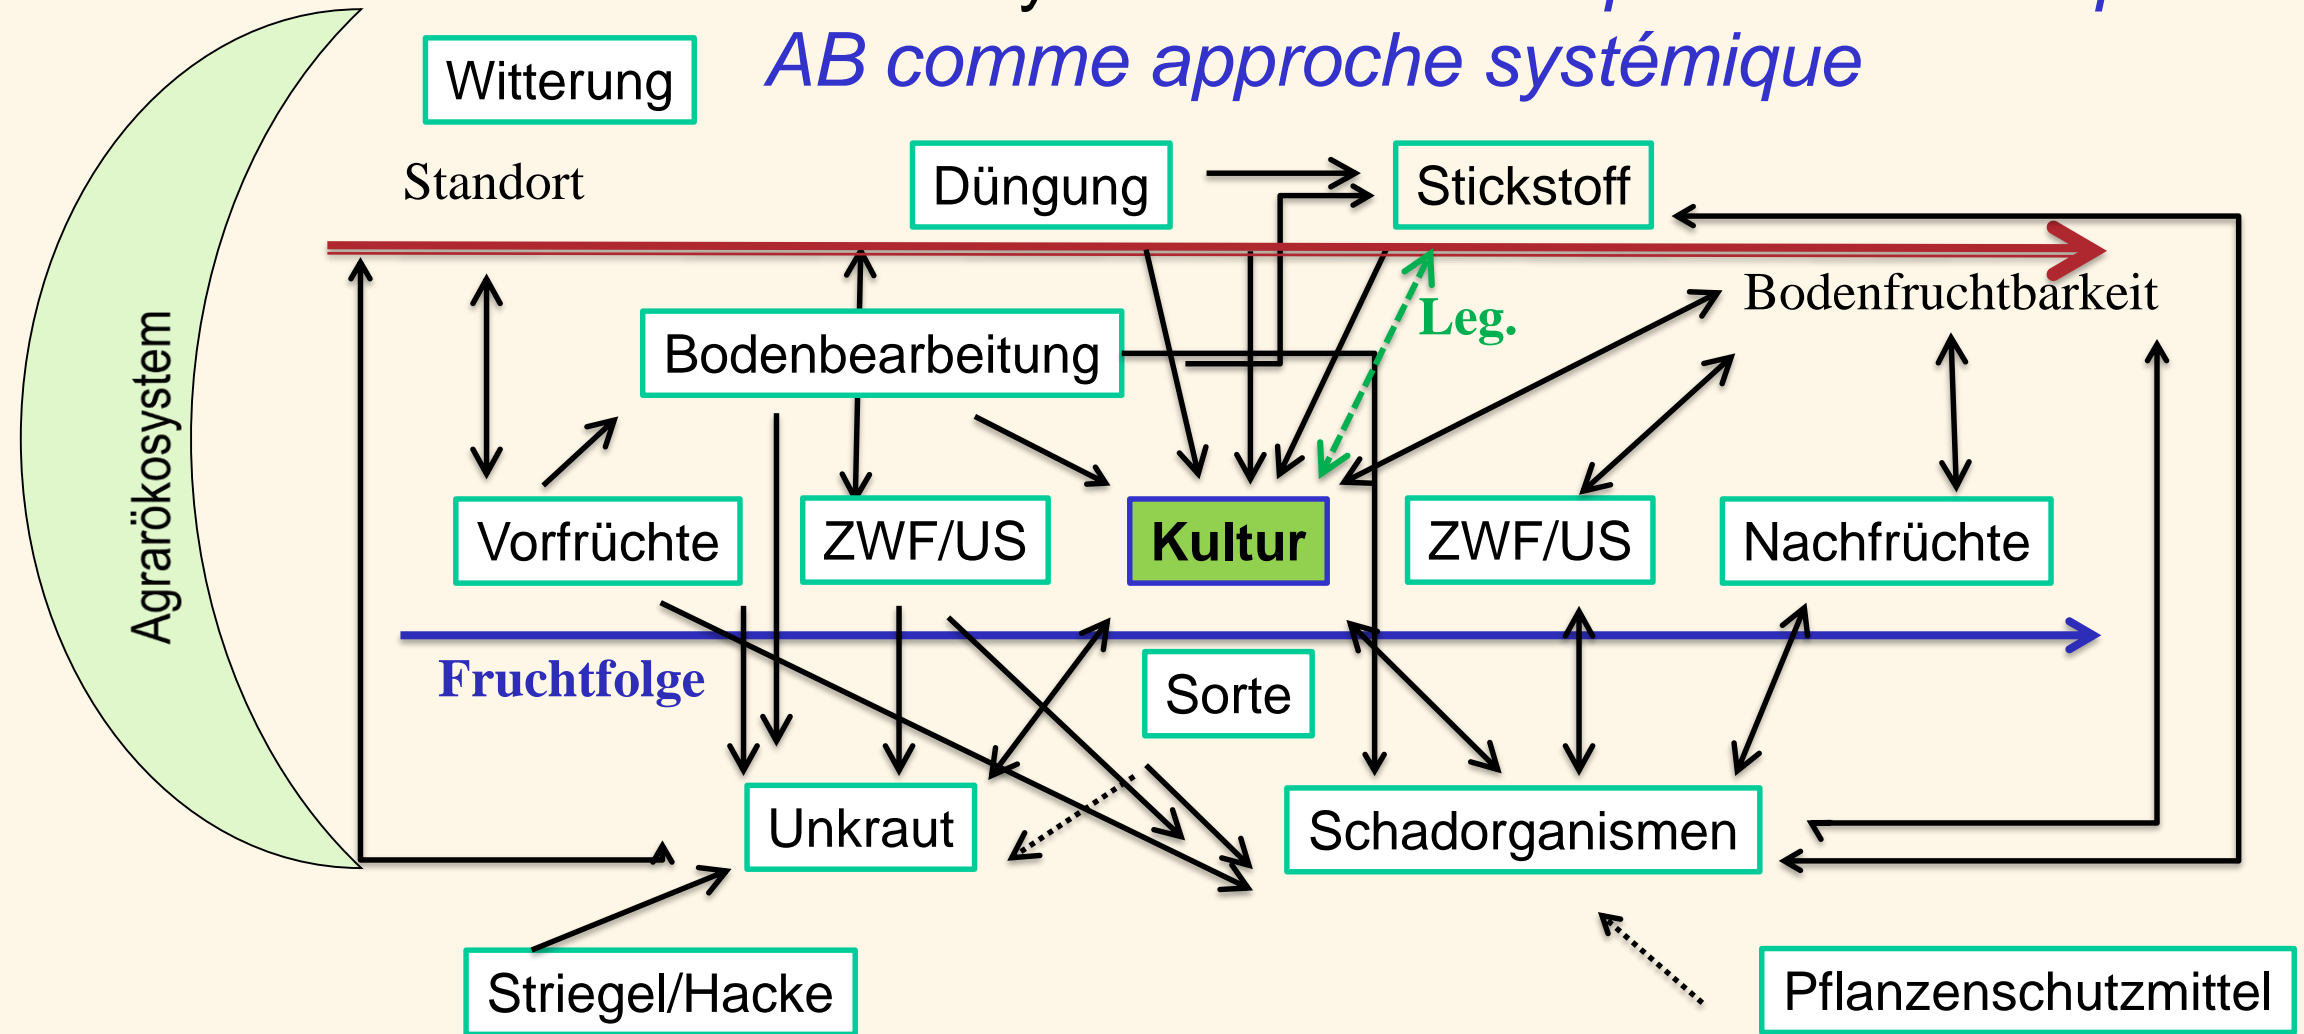 AB comme approche systémique
Witterung
Standort
Düngung
Stickstoff
Bodenfruchtbarkeit
Leg.
Bodenbearbeitung
Agrarökosystem
Vorfrüchte
ZWF/US
Kultur
ZWF/US
Nachfrüchte
Fruchtfolge
Sorte
Unkraut
Schadorganismen
Striegel/Hacke
Pflanzenschutzmittel